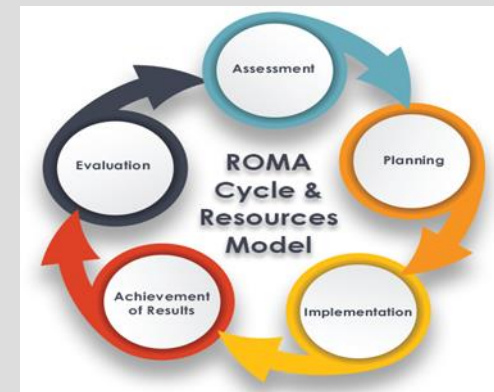 Assessment
Planning
Implementation
Achievement
of Results
Evaluation
ROMA
Cycle &
Resources
Model